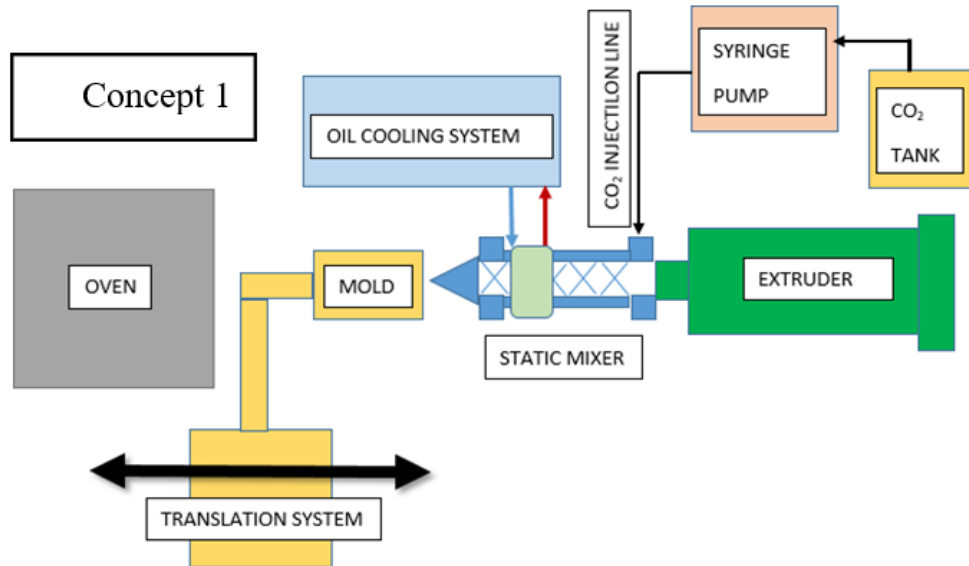 Concept 1
OIL COOLING SYSTEM
CO₂ INJECTILON LINE
SYRINGE
PUMP
CO₂
TANK
OVEN
MOLD
EXTRUDER
STATIC MIXER
TRANSLATION SYSTEM